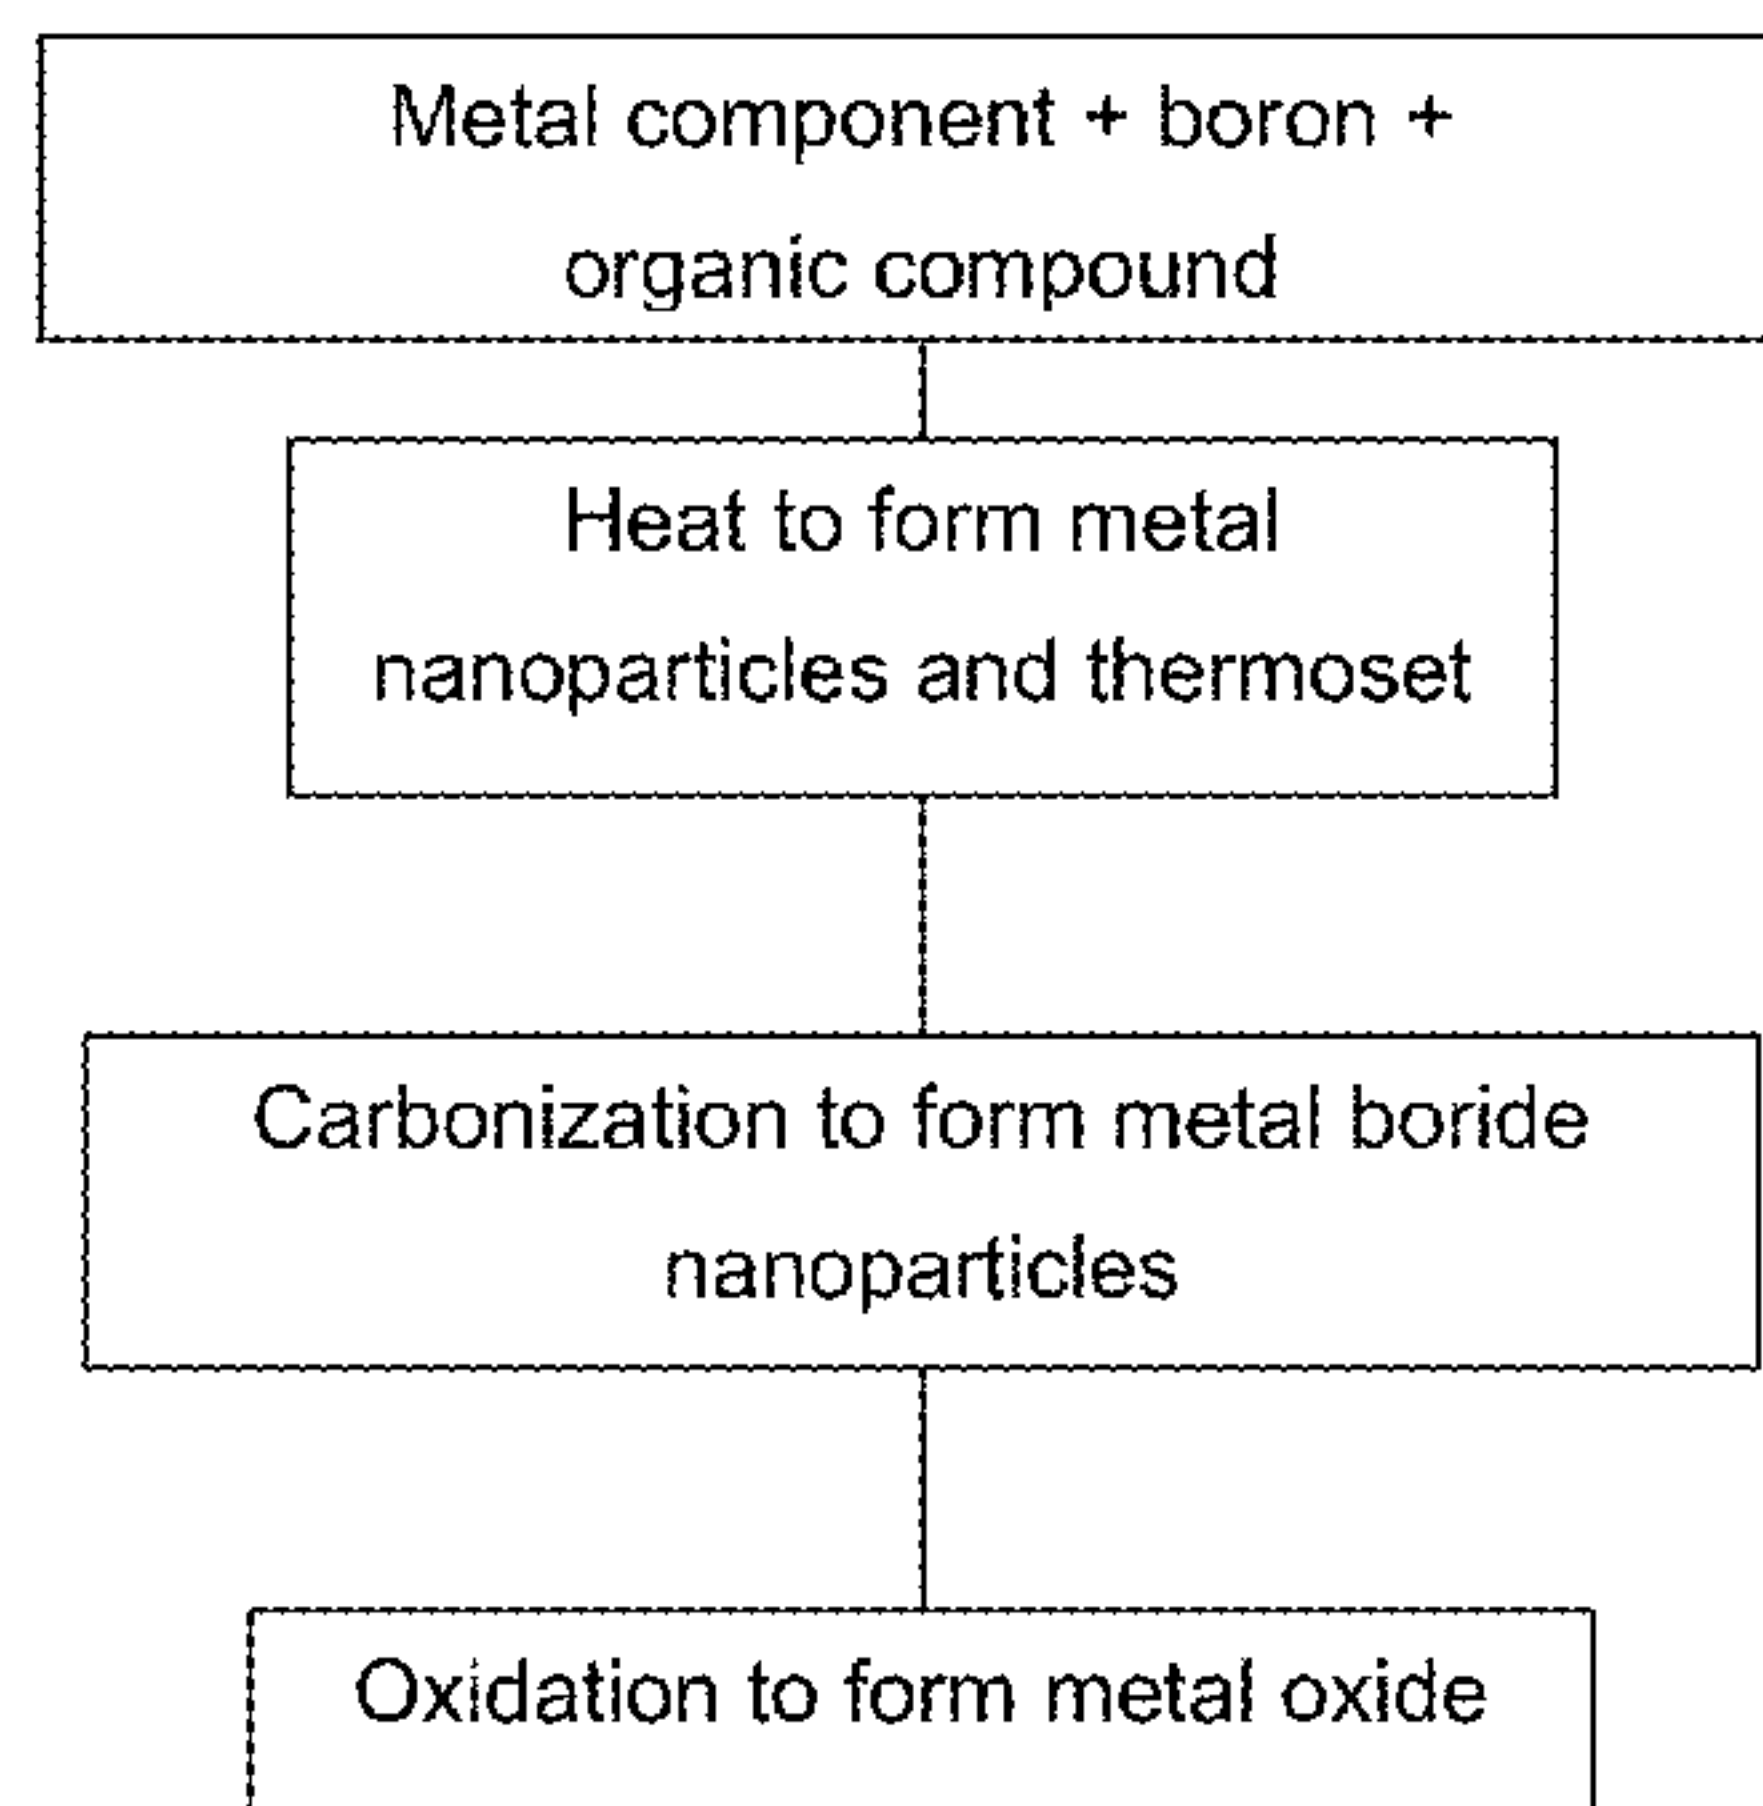 Metal component + boron +
organic compound
Heat to form metal
nanoparticles and thermoset
Carbonization to form metal boride
nanoparticles
Oxidation to form metal oxide